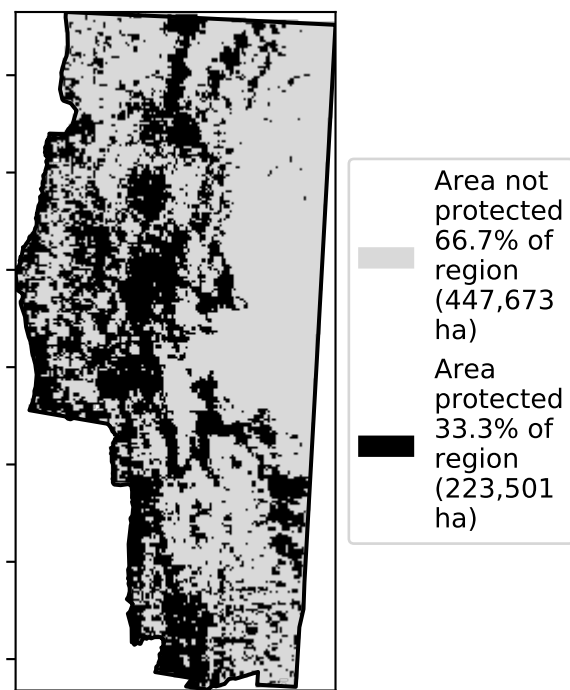 Area not
protected
66.7% of
region
(447,673
ha)
Area
protected
33.3% of
region
(223,501
ha)